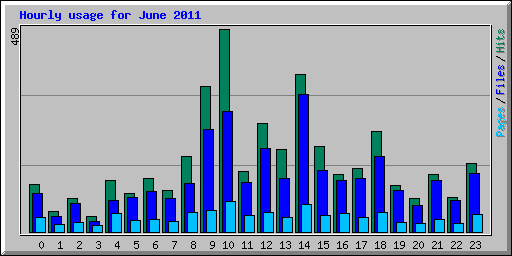 Hourly usage for June 2011
489
Pages / Files / Hits
0 1 2 3 4 5 6 7 8 9 10 11 12 13 14 15 16 17 18 19 20 21 22 23